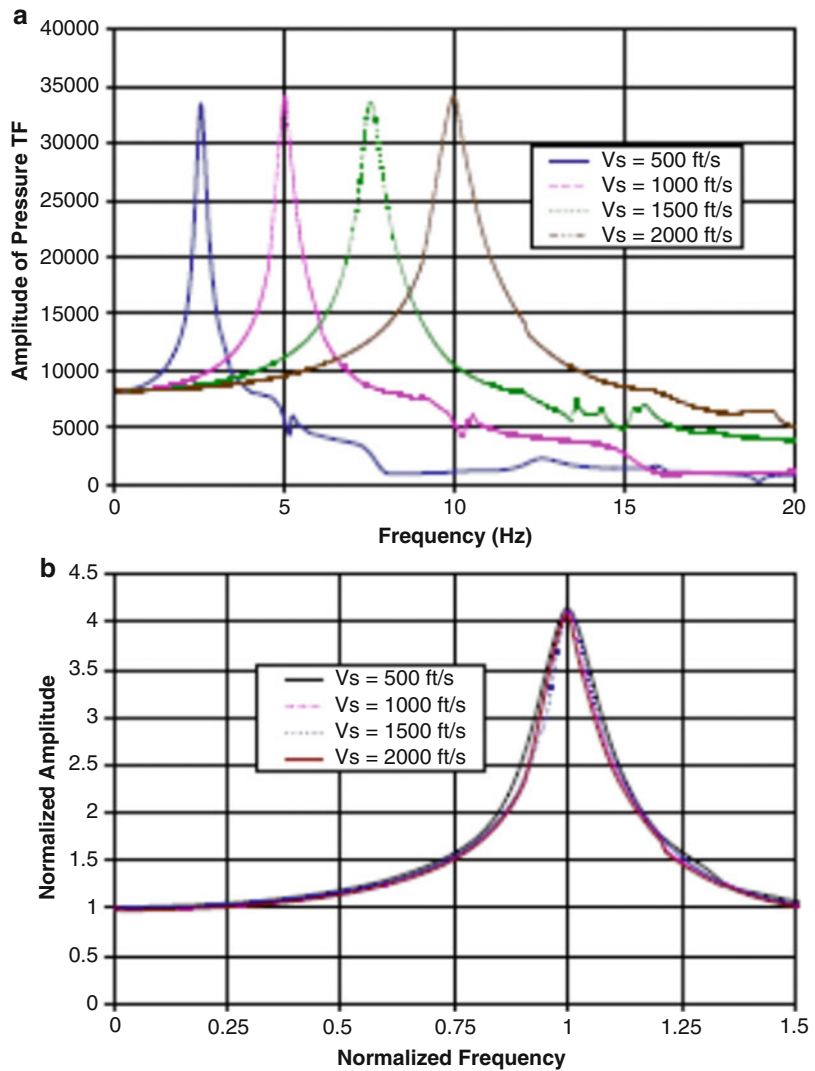 a
40000
35000
30000
25000
20000
15000
10000
5000
0
Amplitude of Pressure TF
Vs = 500 ft/s
Vs = 1000 ft/s
Vs = 1500 ft/s
Vs = 2000 ft/s
0 5 10 15 20
Frequency (Hz)
b
4.5
4
3.5
3
2.5
2
1.5
1
0.5
0
Normalized Amplitude
Vs = 500 ft/s
Vs = 1000 ft/s
Vs = 1500 ft/s
Vs = 2000 ft/s
0 0.25 0.5 0.75 1 1.25 1.5
Normalized Frequency